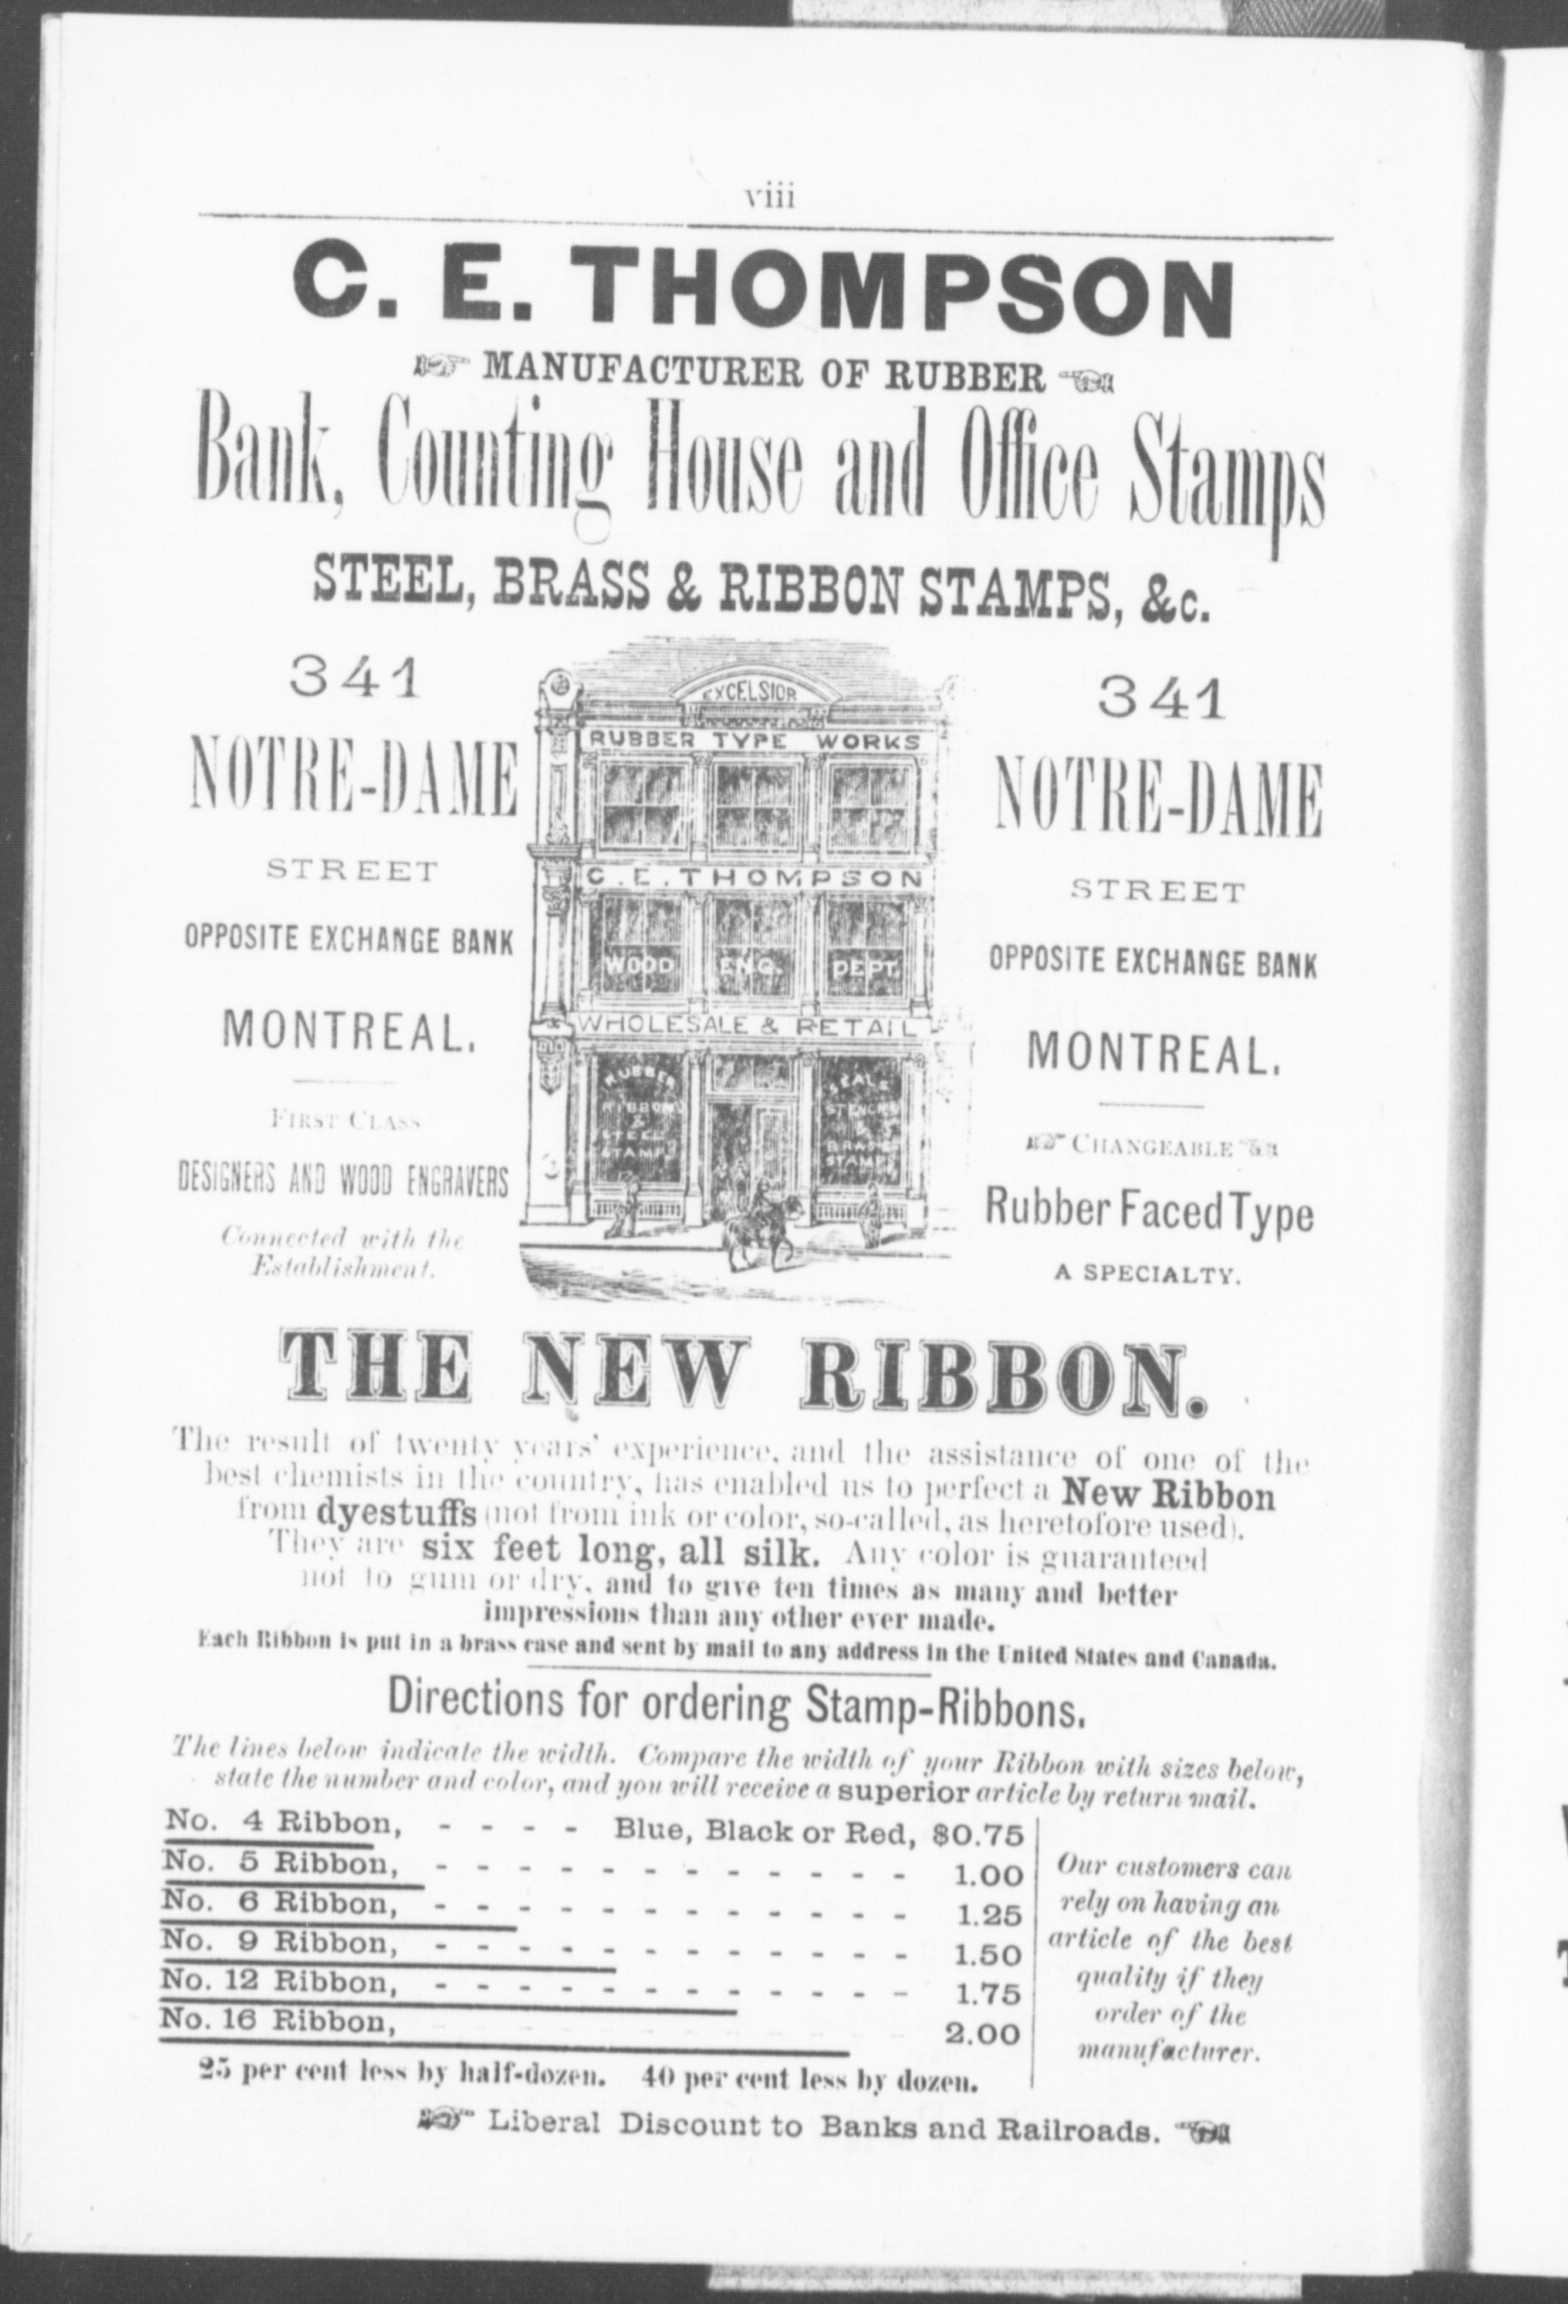 viii
C. E. THOMPSON
MANUFACTURER OF RUBBER
Bank, Counting House and Office Stamps
STEEL, BRASS & RIBBON STAMPS, &c.
341
NOTRE-DAME
STREET
OPPOSITE EXCHANGE BANK
MONTREAL.
FIRST CLASS
DESIGNERS AND WOOD ENGRAVERS
Connected with the
Establishment.
EXCELSIOR
RUBBER TYPE WORKS
C. E. THOMPSON
WOOD ENG. DEPT.
WHOLESALE & RETAIL
RUBBER
RIBBON
&
STEEL
STAMPS
SEALS
STENCILS
&
BRASS
STAMPS
341
NOTRE-DAME
STREET
OPPOSITE EXCHANGE BANK
MONTREAL.
CHANGEABLE
Rubber Faced Type
A SPECIALTY.
THE NEW RIBBON.
The result of twenty years' experience, and the assistance of one of the
best chemists in the country, has enabled us to perfect a New Ribbon
from dyestuffs (not from ink or color, so-called, as heretofore used).
They are six feet long, all silk. Any color is guaranteed
not to gum or dry, and to give ten times as many and better
impressions than any other ever made.
Each Ribbon is put in a brass case and sent by mail to any address in the United States and Canada.
Directions for ordering Stamp-Ribbons.
The lines below indicate the width. Compare the width of your Ribbon with sizes below,
state the number and color, and you will receive a superior article by return mail.
No. 4 Ribbon, - - - - Blue, Black or Red, $0.75
No. 5 Ribbon, - - - - - - - - - - - - 1.00
No. 6 Ribbon, - - - - - - - - - - - - 1.25
No. 9 Ribbon, - - - - - - - - - - - - 1.50
No. 12 Ribbon, - - - - - - - - - - - - 1.75
No. 16 Ribbon, 2.00
25 per cent less by half-dozen. 40 per cent less by dozen.
Our customers can
rely on having an
article of the best
quality if they
order of the
manufacturer.
Liberal Discount to Banks and Railroads.